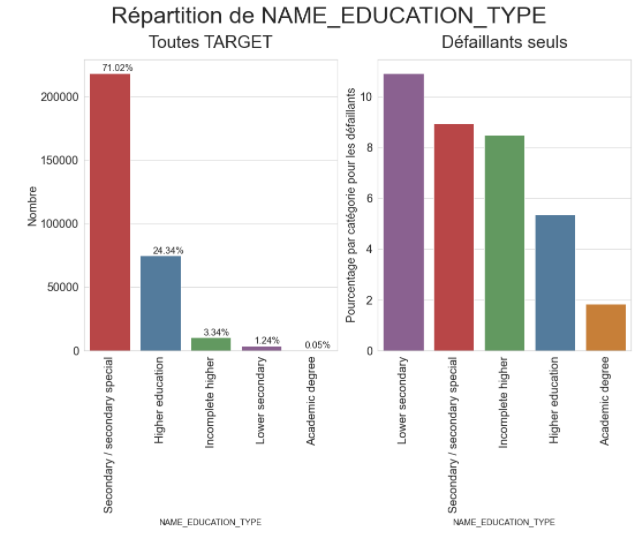 Répartition de NAME_EDUCATION_TYPE
Toutes TARGET
Défaillants seuls
Nombre
200000
150000
100000
50000
0
71.02%
24.34%
3.34%
1.24%
0.05%
Secondary / secondary special
Higher education
Incomplete higher
Lower secondary
Academic degree
NAME_EDUCATION_TYPE
Pourcentage par catégorie pour les défaillants
10
8
6
4
2
0
Lower secondary
Secondary / secondary special
Incomplete higher
Higher education
Academic degree
NAME_EDUCATION_TYPE